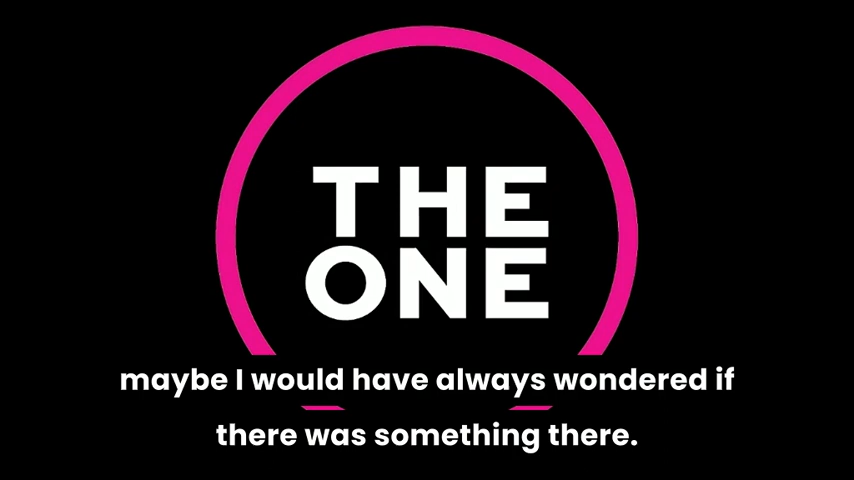 THE
ONE
maybe I would have always wondered if
there was something there.